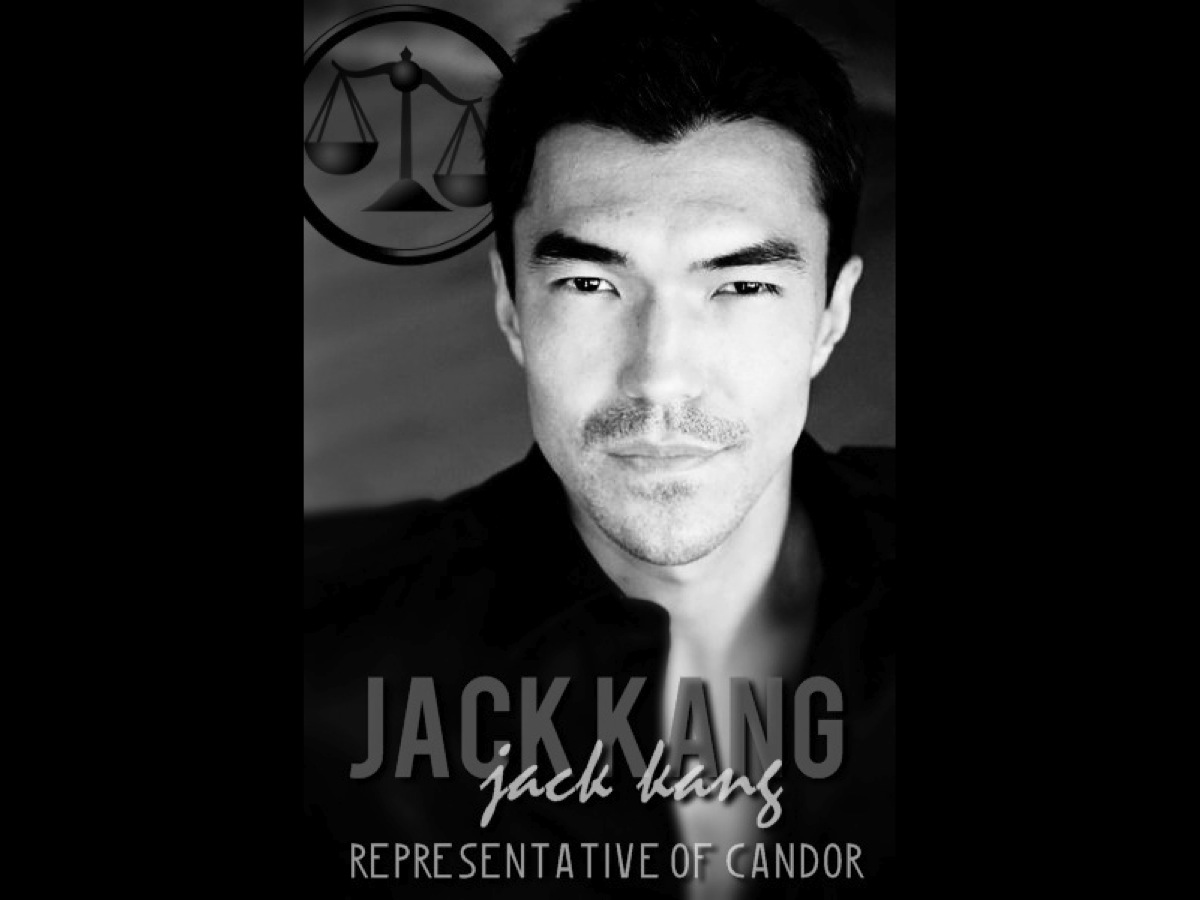 JACK KANG
jack kang
REPRESENTATIVE OF CANDOR